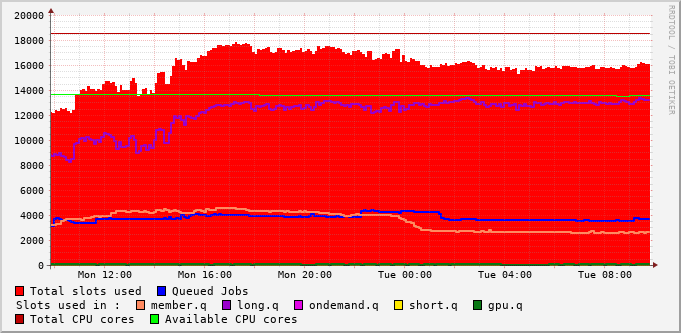 20000
18000
16000
14000
12000
10000
8000
6000
4000
2000
0
Mon 12:00 Mon 16:00 Mon 20:00 Tue 00:00 Tue 04:00 Tue 08:00
RRDTOOL / TOBI OETIKER
Total slots used Queued Jobs
Slots used in : member.q long.q ondemand.q short.q gpu.q
Total CPU cores Available CPU cores